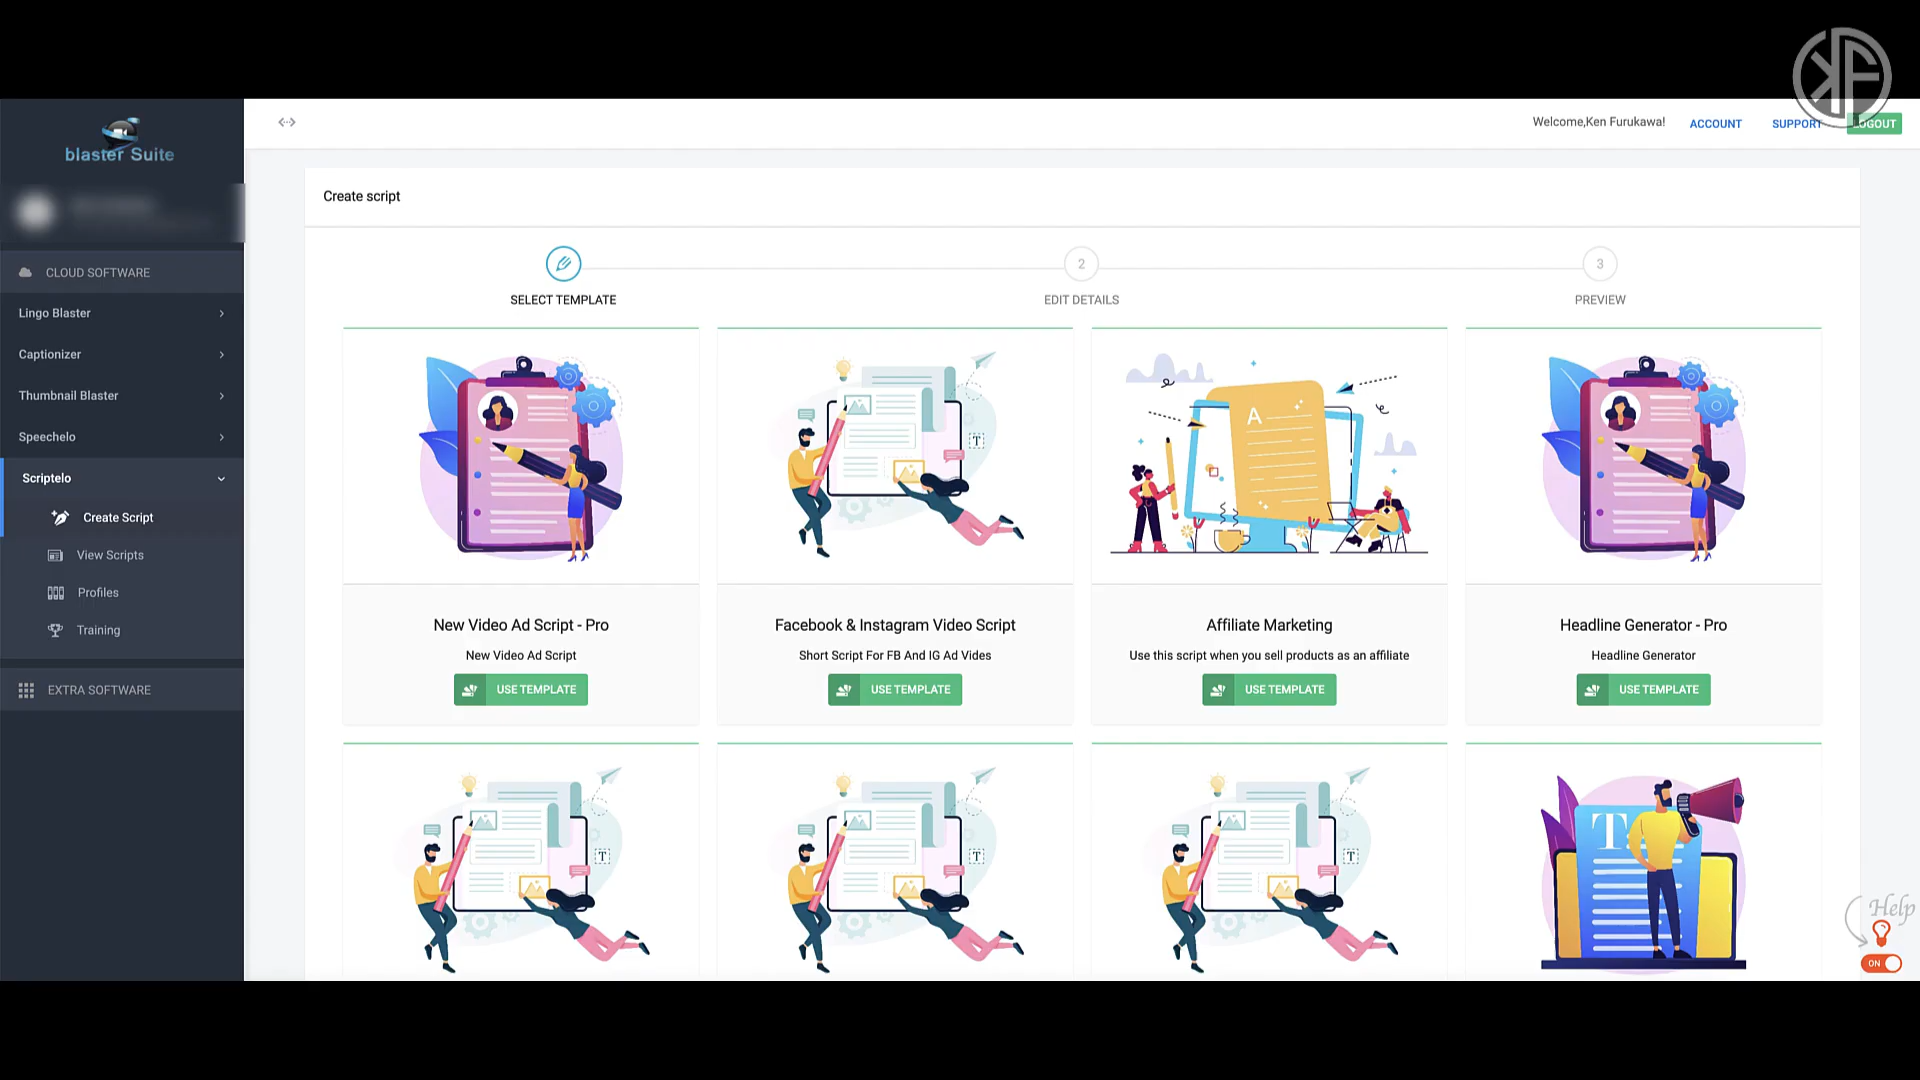 KF
blaster Suite
Welcome,Ken Furukawa!
ACCOUNT
SUPPORT
LOGOUT
CLOUD SOFTWARE
Lingo Blaster
Captionizer
Thumbnail Blaster
Speechelo
Scriptelo
Create Script
View Scripts
Profiles
Training
EXTRA SOFTWARE
Create script
2
3
SELECT TEMPLATE
EDIT DETAILS
PREVIEW
T
A
New Video Ad Script - Pro
New Video Ad Script
USE TEMPLATE
Facebook & Instagram Video Script
Short Script For FB And IG Ad Vides
USE TEMPLATE
Affiliate Marketing
Use this script when you sell products as an affiliate
USE TEMPLATE
Headline Generator - Pro
Headline Generator
USE TEMPLATE
T
T
T
T
Help
ON